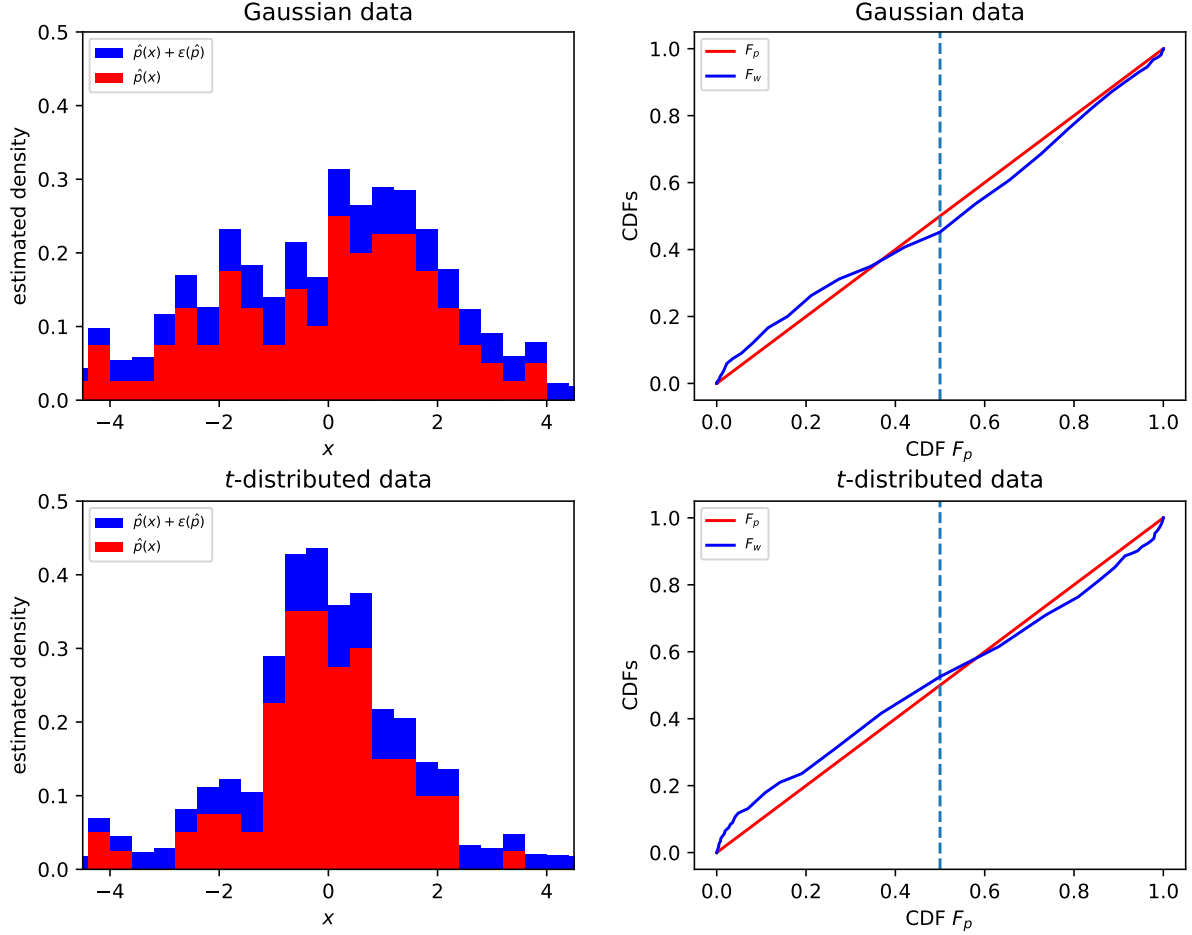 Gaussian data
0.5
0.4
0.3
0.2
0.1
0.0
estimated density
p̂(x) + ε(p̂)
p̂(x)
−4 −2 0 2 4
x
Gaussian data
1.0
0.8
0.6
0.4
0.2
0.0
CDFs
F_p
F_w
0.0 0.2 0.4 0.6 0.8 1.0
CDF F_p
t-distributed data
0.5
0.4
0.3
0.2
0.1
0.0
estimated density
p̂(x) + ε(p̂)
p̂(x)
−4 −2 0 2 4
x
t-distributed data
1.0
0.8
0.6
0.4
0.2
0.0
CDFs
F_p
F_w
0.0 0.2 0.4 0.6 0.8 1.0
CDF F_p